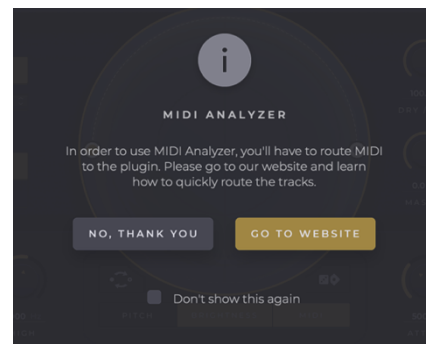 i
MIDI ANALYZER
In order to use MIDI Analyzer, you'll have to route MIDI
to the plugin. Please go to our website and learn
how to quickly route the tracks.
NO, THANK YOU
GO TO WEBSITE
Don't show this again
PITCH